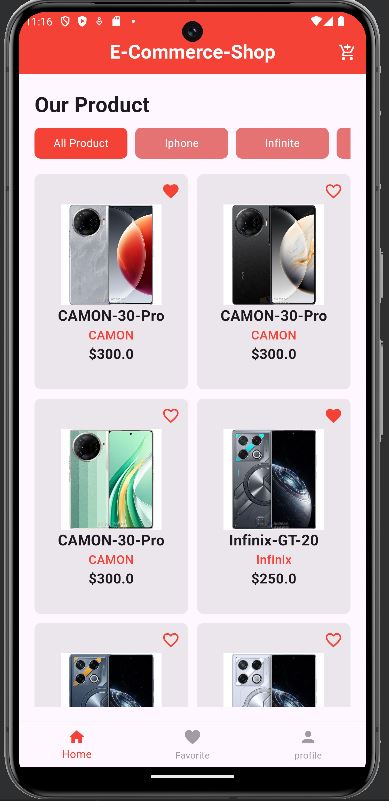 11:16
E-Commerce-Shop
Our Product
All Product
Iphone
Infinite
CAMON-30-Pro
CAMON
$300.0
CAMON-30-Pro
CAMON
$300.0
CAMON-30-Pro
CAMON
$300.0
Infinix-GT-20
Infinix
$250.0
Home
Favorite
profile